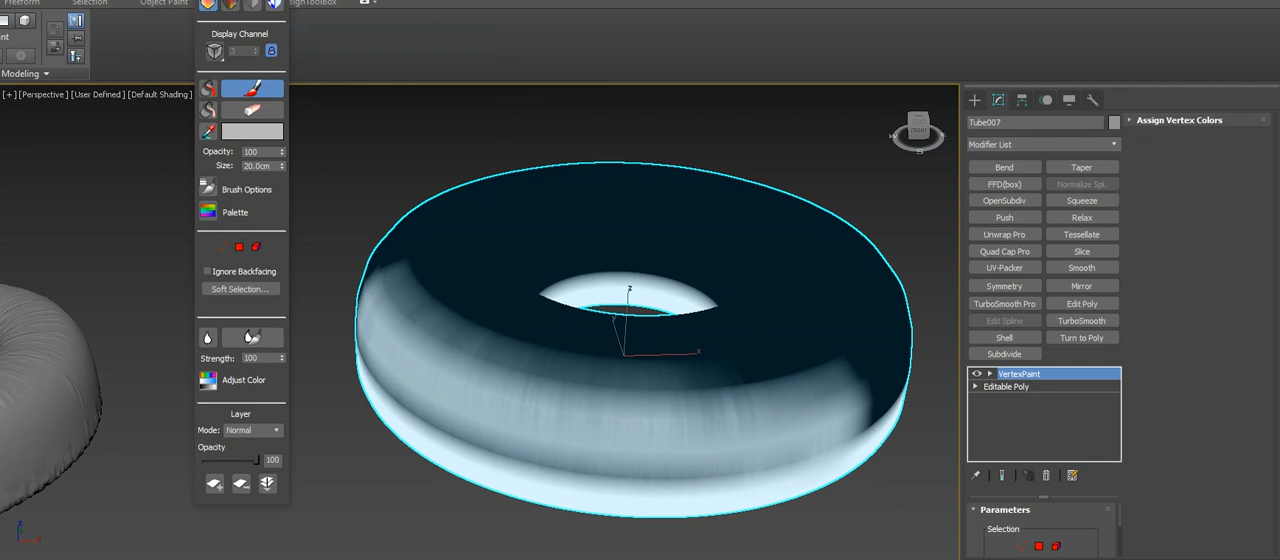 Freeform
Selection
Object Paint
Modeling
[+] [Perspective ] [User Defined ] [Default Shading ]
Display Channel
3
Opacity: 100
Size: 20.0cm
Brush Options
Palette
Ignore Backfacing
Soft Selection...
Strength: 100
Adjust Color
Layer
Mode: Normal
Opacity
100
FRONT
z
x
Tube007
Modifier List
Bend Taper
FFD(box) Normalize Spl.
OpenSubdiv Squeeze
Push Relax
Unwrap Pro Tessellate
Quad Cap Pro Slice
UV-Packer Smooth
Symmetry Mirror
TurboSmooth Pro Edit Poly
Edit Spline TurboSmooth
Shell Turn to Poly
Subdivide
VertexPaint
Editable Poly
Parameters
Selection
Assign Vertex Colors